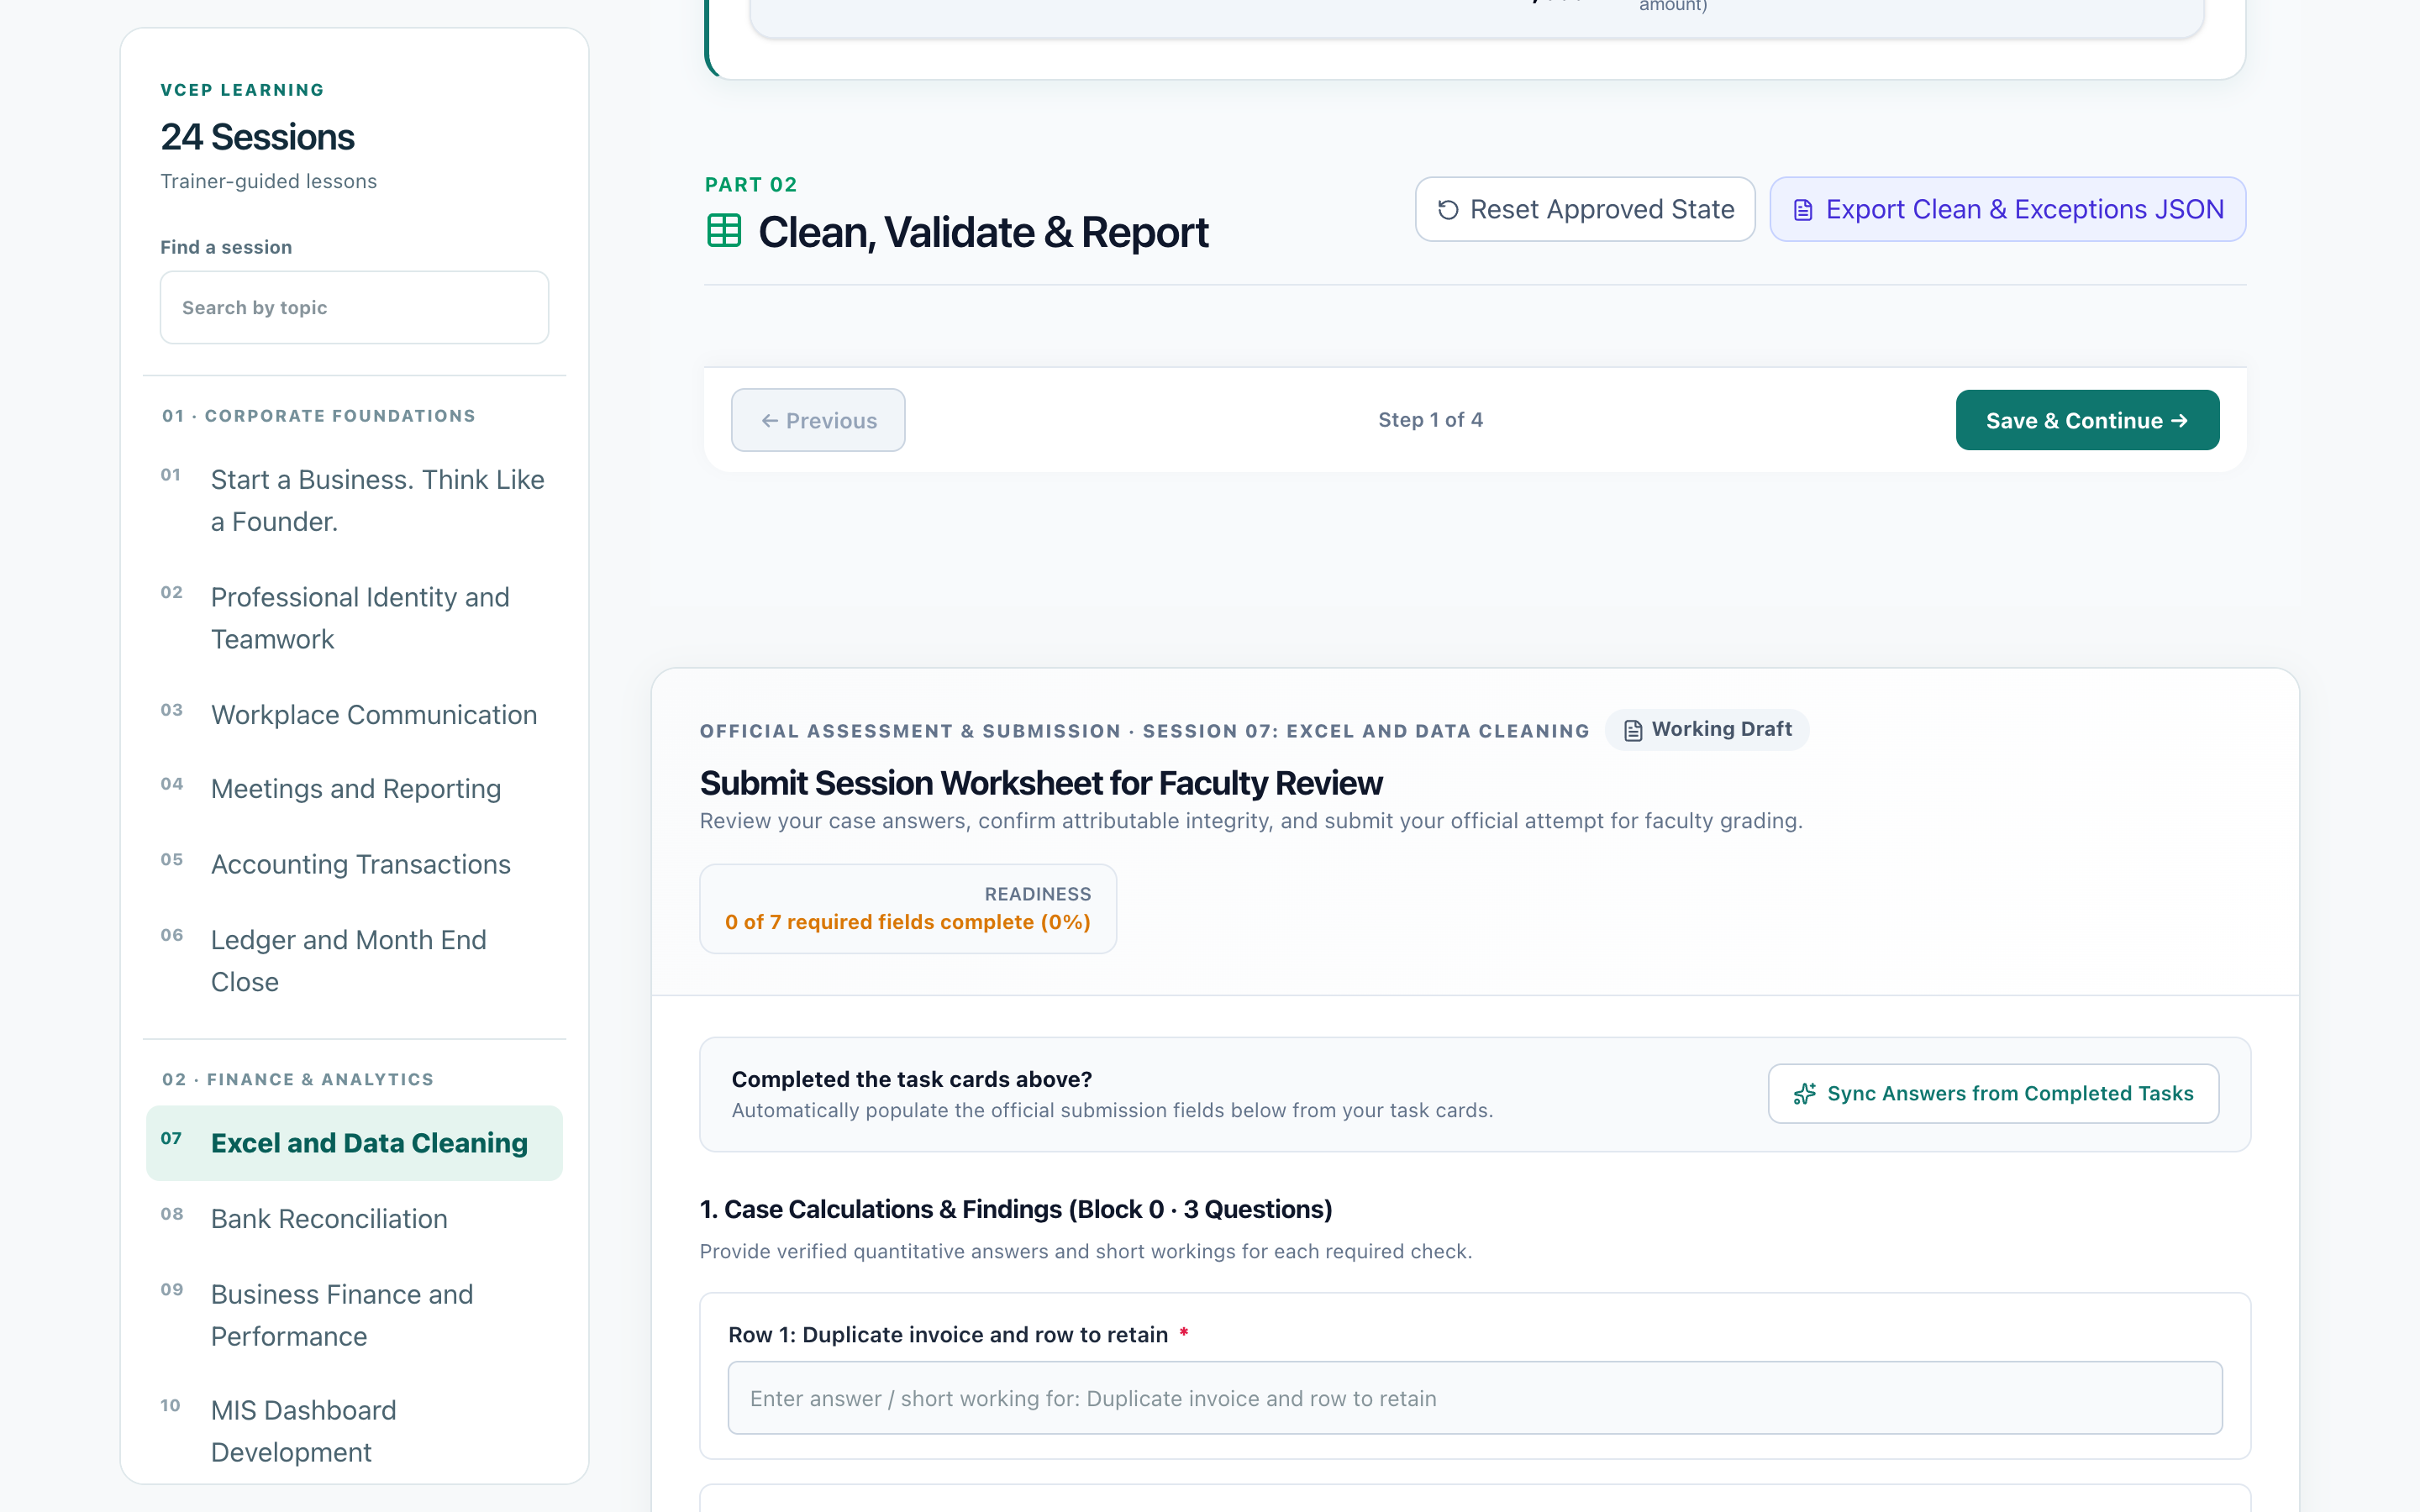 VCEP LEARNING
24 Sessions
Trainer-guided lessons
Find a session
Search by topic
01 · CORPORATE FOUNDATIONS
01 Start a Business. Think Like
a Founder.
02 Professional Identity and
Teamwork
03 Workplace Communication
04 Meetings and Reporting
05 Accounting Transactions
06 Ledger and Month End
Close
02 · FINANCE & ANALYTICS
07 Excel and Data Cleaning
08 Bank Reconciliation
09 Business Finance and
Performance
10 MIS Dashboard
Development
amount)
PART 02
Clean, Validate & Report
Reset Approved State
Export Clean & Exceptions JSON
← Previous
Step 1 of 4
Save & Continue →
OFFICIAL ASSESSMENT & SUBMISSION · SESSION 07: EXCEL AND DATA CLEANING
Working Draft
Submit Session Worksheet for Faculty Review
Review your case answers, confirm attributable integrity, and submit your official attempt for faculty grading.
READINESS
0 of 7 required fields complete (0%)
Completed the task cards above?
Automatically populate the official submission fields below from your task cards.
Sync Answers from Completed Tasks
1. Case Calculations & Findings (Block 0 · 3 Questions)
Provide verified quantitative answers and short workings for each required check.
Row 1: Duplicate invoice and row to retain *
Enter answer / short working for: Duplicate invoice and row to retain